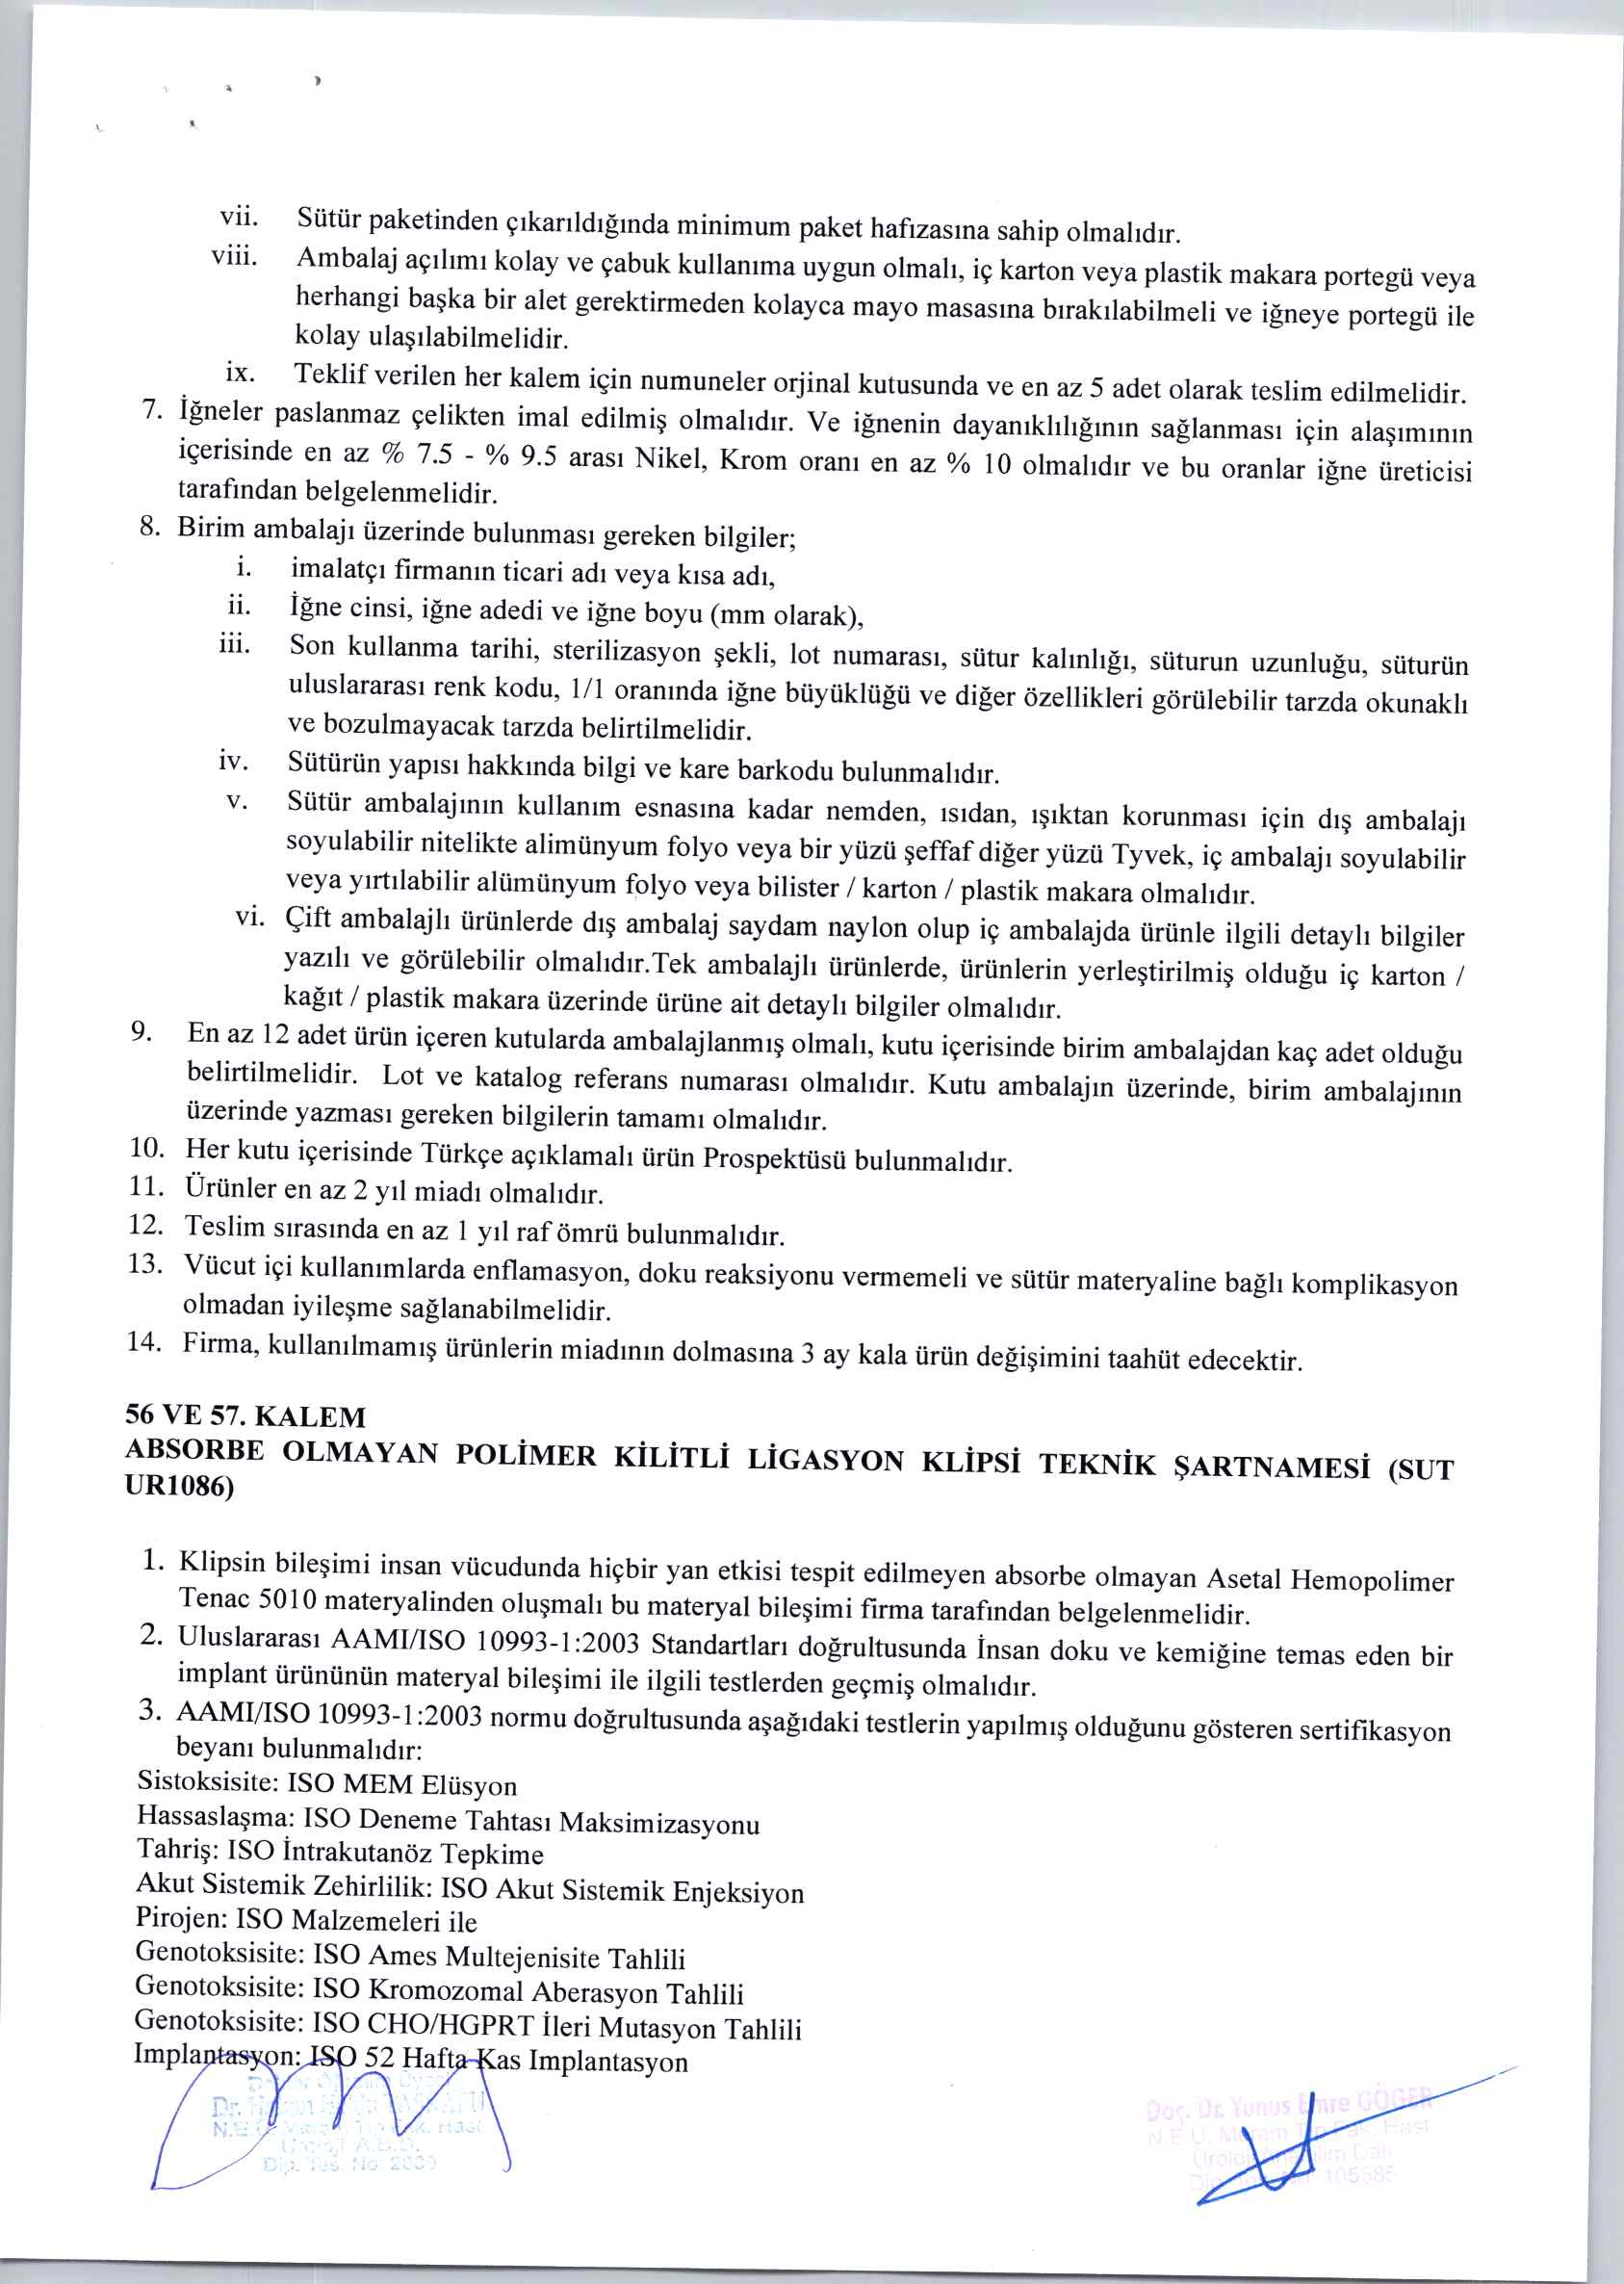 vii. Sütür paketinden çıkarıldığında minimum paket hafızasına sahip olmalıdır.
viii. Ambalaj açılımı kolay ve çabuk kullanıma uygun olmalı, iç karton veya plastik makara portegü veya
herhangi başka bir alet gerektirmeden kolayca mayo masasına bırakılabilmeli ve iğneye portegü ile
kolay ulaşılabilmelidir.
ix. Teklif verilen her kalem için numuneler orjinal kutusunda ve en az 5 adet olarak teslim edilmelidir.
7. İğneler paslanmaz çelikten imal edilmiş olmalıdır. Ve iğnenin dayanıklılığının sağlanması için alaşımının
içerisinde en az % 7.5 - % 9.5 arası Nikel, Krom oranı en az % 10 olmalıdır ve bu oranlar iğne üreticisi
tarafından belgelenmelidir.
8. Birim ambalajı üzerinde bulunması gereken bilgiler;
i. imalatçı firmanın ticari adı veya kısa adı,
ii. İğne cinsi, iğne adedi ve iğne boyu (mm olarak),
iii. Son kullanma tarihi, sterilizasyon şekli, lot numarası, sütur kalınlığı, süturun uzunluğu, süturün
uluslararası renk kodu, 1/1 oranında iğne büyüklüğü ve diğer özellikleri görülebilir tarzda okunaklı
ve bozulmayacak tarzda belirtilmelidir.
iv. Sütürün yapısı hakkında bilgi ve kare barkodu bulunmalıdır.
v. Sütür ambalajının kullanım esnasına kadar nemden, ısıdan, ışıktan korunması için dış ambalajı
soyulabilir nitelikte alimünyum folyo veya bir yüzü şeffaf diğer yüzü Tyvek, iç ambalajı soyulabilir
veya yırtılabilir alümünyum folyo veya bilister / karton / plastik makara olmalıdır.
vi. Çift ambalajlı ürünlerde dış ambalaj saydam naylon olup iç ambalajda ürünle ilgili detaylı bilgiler
yazılı ve görülebilir olmalıdır.Tek ambalajlı ürünlerde, ürünlerin yerleştirilmiş olduğu iç karton /
kağıt / plastik makara üzerinde ürüne ait detaylı bilgiler olmalıdır.
9. En az 12 adet ürün içeren kutularda ambalajlanmış olmalı, kutu içerisinde birim ambalajdan kaç adet olduğu
belirtilmelidir. Lot ve katalog referans numarası olmalıdır. Kutu ambalajın üzerinde, birim ambalajının
üzerinde yazması gereken bilgilerin tamamı olmalıdır.
10. Her kutu içerisinde Türkçe açıklamalı ürün Prospektüsü bulunmalıdır.
11. Ürünler en az 2 yıl miadı olmalıdır.
12. Teslim sırasında en az 1 yıl raf ömrü bulunmalıdır.
13. Vücut içi kullanımlarda enflamasyon, doku reaksiyonu vermemeli ve sütür materyaline bağlı komplikasyon
olmadan iyileşme sağlanabilmelidir.
14. Firma, kullanılmamış ürünlerin miadının dolmasına 3 ay kala ürün değişimini taahüt edecektir.
56 VE 57. KALEM
ABSORBE OLMAYAN POLİMER KİLİTLİ LİGASYON KLİPSİ TEKNİK ŞARTNAMESİ (SUT
UR1086)
1. Klipsin bileşimi insan vücudunda hiçbir yan etkisi tespit edilmeyen absorbe olmayan Asetal Hemopolimer
Tenac 5010 materyalinden oluşmalı bu materyal bileşimi firma tarafından belgelenmelidir.
2. Uluslararası AAMI/ISO 10993-1:2003 Standartları doğrultusunda İnsan doku ve kemiğine temas eden bir
implant ürününün materyal bileşimi ile ilgili testlerden geçmiş olmalıdır.
3. AAMI/ISO 10993-1:2003 normu doğrultusunda aşağıdaki testlerin yapılmış olduğunu gösteren sertifikasyon
beyanı bulunmalıdır:
Sistoksisite: ISO MEM Elüsyon
Hassaslaşma: ISO Deneme Tahtası Maksimizasyonu
Tahriş: ISO İntrakutanöz Tepkime
Akut Sistemik Zehirlilik: ISO Akut Sistemik Enjeksiyon
Pirojen: ISO Malzemeleri ile
Genotoksisite: ISO Ames Multejenisite Tahlili
Genotoksisite: ISO Kromozomal Aberasyon Tahlili
Genotoksisite: ISO CHO/HGPRT İleri Mutasyon Tahlili
Implantasyon: ISO 52 Hafta Kas Implantasyon
Doç. Dr. Yunus Emre GÖGER
N.E.Ü. Meram Tıp Fak. Hast